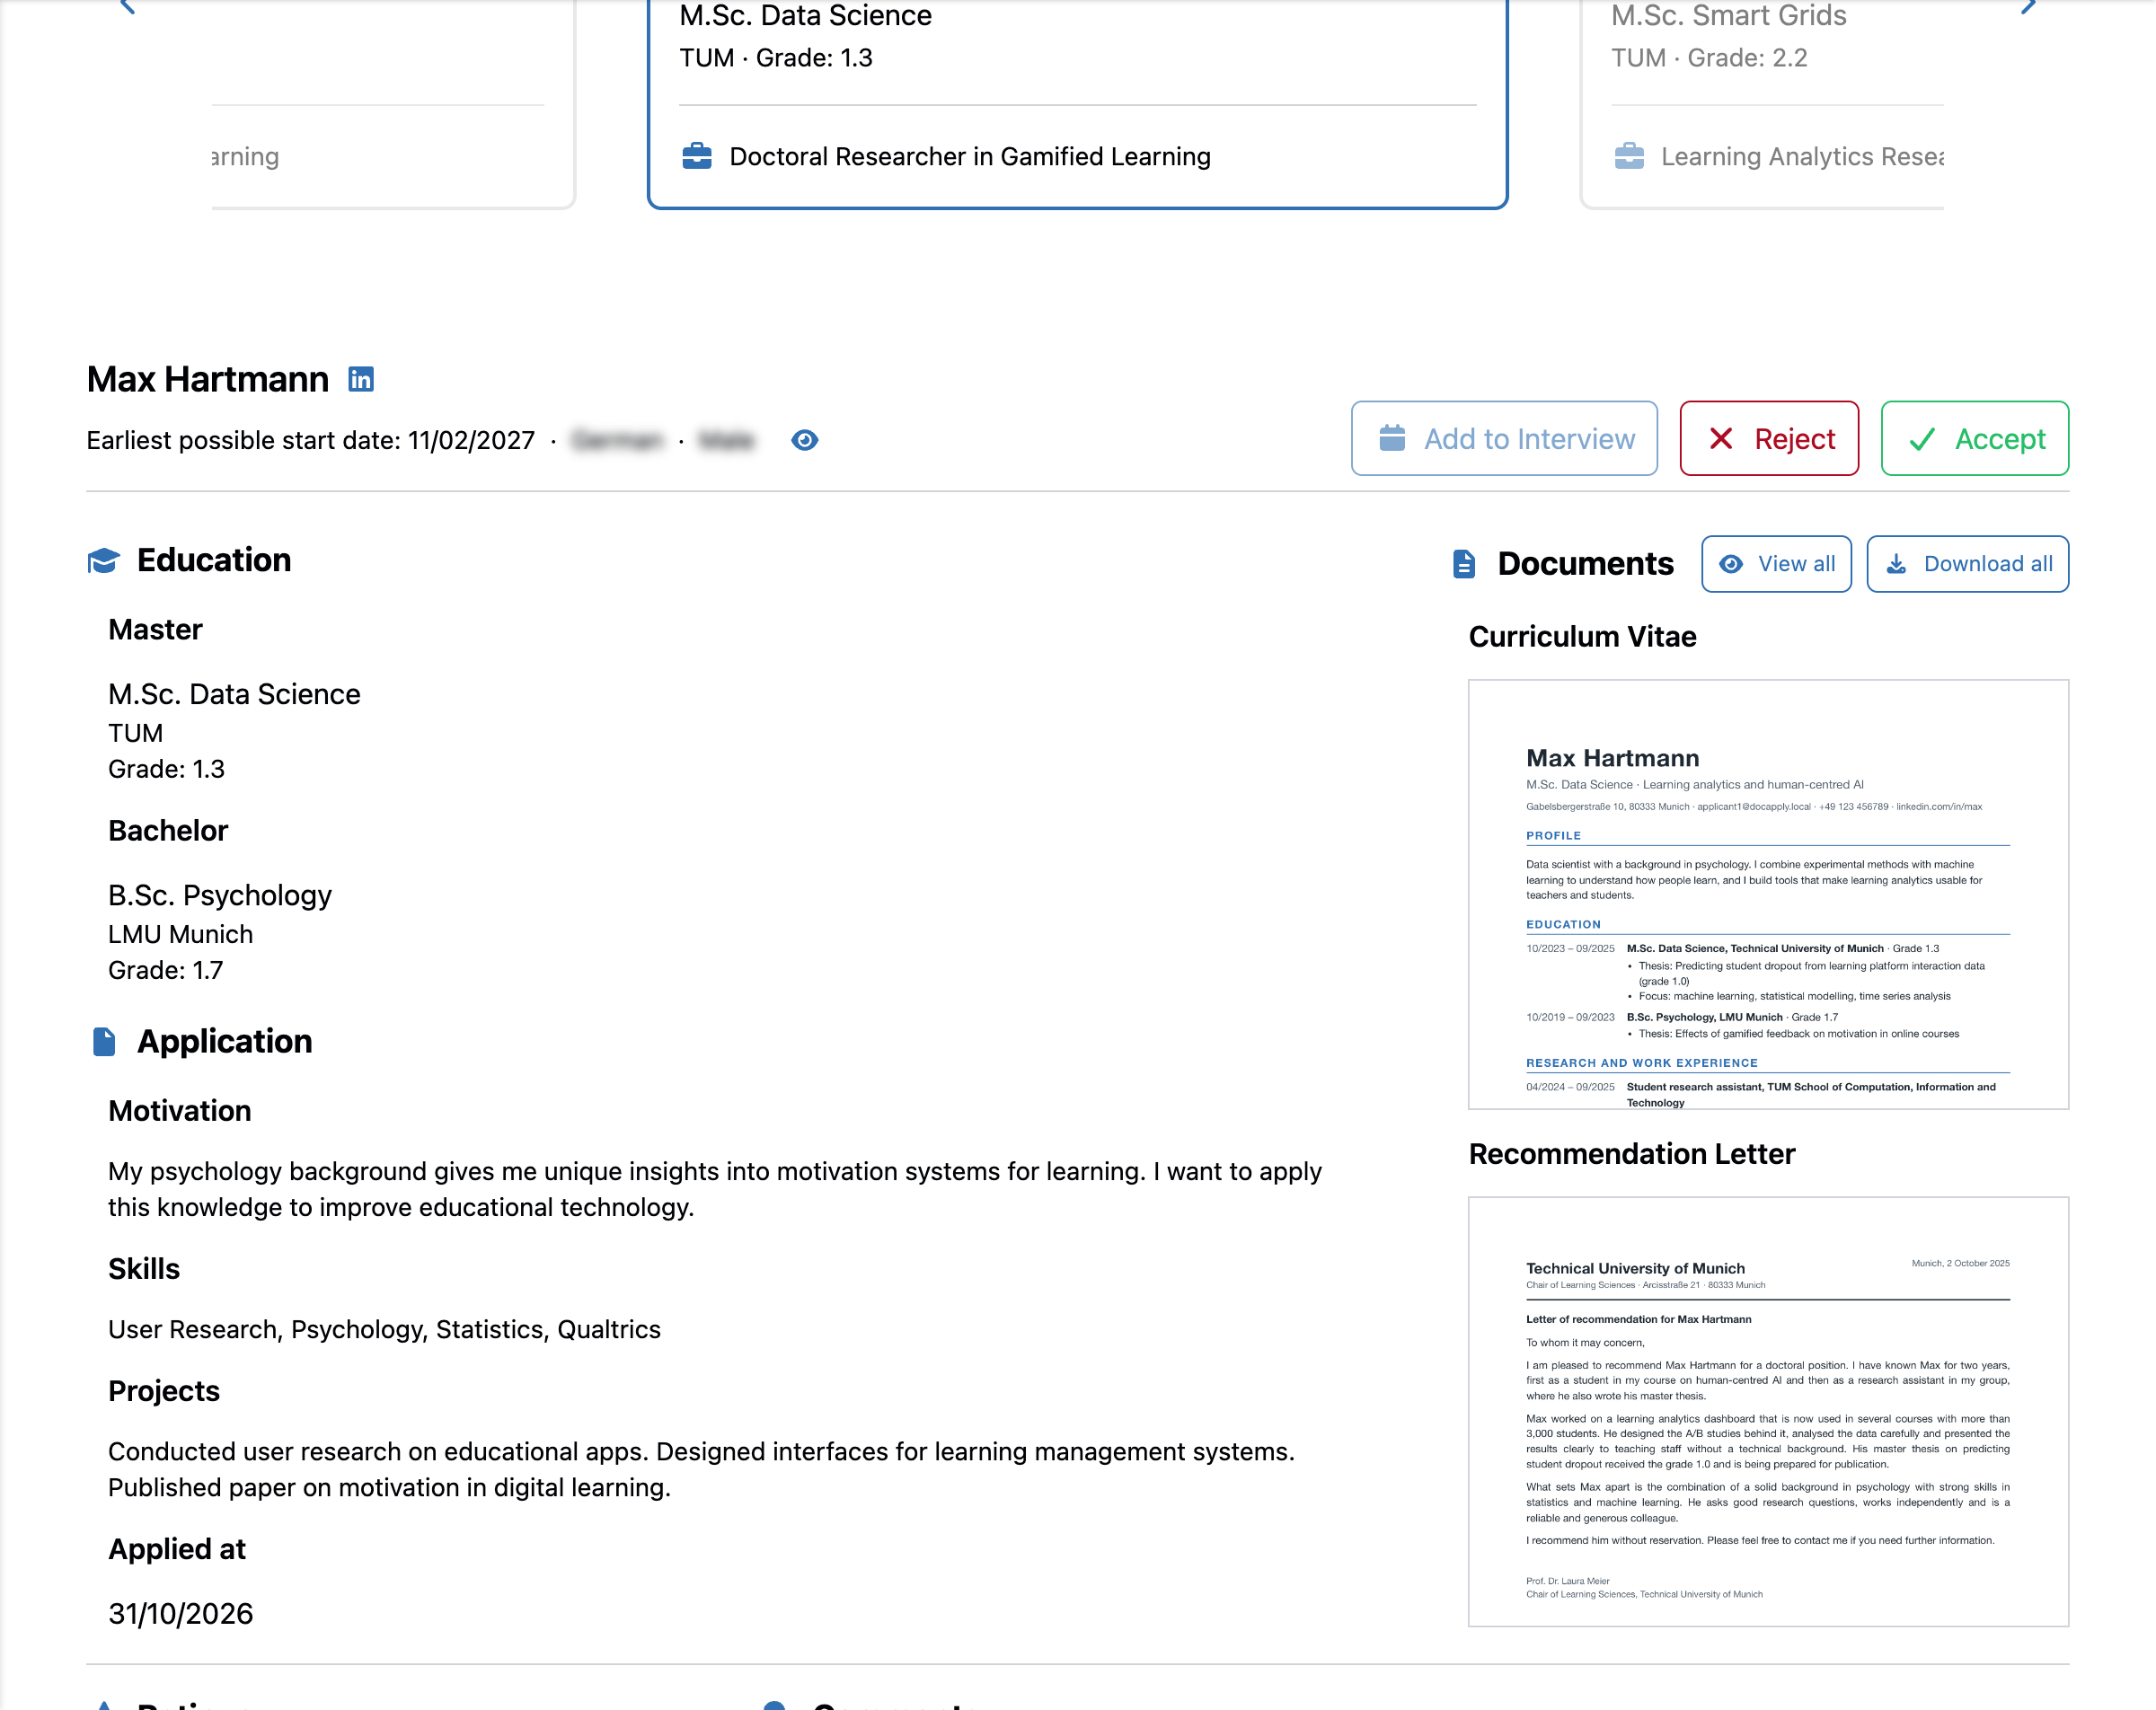 M.Sc. Data Science
TUM · Grade: 1.3
Doctoral Researcher in Gamified Learning
M.Sc. Smart Grids
TUM · Grade: 2.2
Learning Analytics
Max Hartmann
in
Earliest possible start date: 11/02/2027 · German · Male
Add to Interview
Reject
Accept
Education
Master
M.Sc. Data Science
TUM
Grade: 1.3
Bachelor
B.Sc. Psychology
LMU Munich
Grade: 1.7
Application
Motivation
My psychology background gives me unique insights into motivation systems for learning. I want to apply
this knowledge to improve educational technology.
Skills
User Research, Psychology, Statistics, Qualtrics
Projects
Conducted user research on educational apps. Designed interfaces for learning management systems.
Published paper on motivation in digital learning.
Applied at
31/10/2026
Documents
View all
Download all
Curriculum Vitae
Max Hartmann
M.Sc. Data Science · Learning analytics and human-centred AI
Gabelsbergerstraße 10, 80333 Munich · applicant1@docapply.local · +49 123 456789 · linkedin.com/in/max
PROFILE
Data scientist with a background in psychology. I combine experimental methods with machine
learning to understand how people learn, and I build tools that make learning analytics usable for
teachers and students.
EDUCATION
10/2023 – 09/2025 M.Sc. Data Science, Technical University of Munich · Grade 1.3
• Thesis: Predicting student dropout from learning platform interaction data
(grade 1.0)
• Focus: machine learning, statistical modelling, time series analysis
10/2019 – 09/2023 B.Sc. Psychology, LMU Munich · Grade 1.7
• Thesis: Effects of gamified feedback on motivation in online courses
RESEARCH AND WORK EXPERIENCE
04/2024 – 09/2025 Student research assistant, TUM School of Computation, Information and
Technology
Recommendation Letter
Technical University of Munich
Munich, 2 October 2025
Chair of Learning Sciences · Arcisstraße 21 · 80333 Munich
Letter of recommendation for Max Hartmann
To whom it may concern,
I am pleased to recommend Max Hartmann for a doctoral position. I have known Max for two years,
first as a student in my course on human-centred AI and then as a research assistant in my group,
where he also wrote his master thesis.
Max worked on a learning analytics dashboard that is now used in several courses with more than
3,000 students. He designed the A/B studies behind it, analysed the data carefully and presented the
results clearly to teaching staff without a technical background. His master thesis on predicting
student dropout received the grade 1.0 and is being prepared for publication.
What sets Max apart is the combination of a solid background in psychology with strong skills in
statistics and machine learning. He asks good research questions, works independently and is a
reliable and generous colleague.
I recommend him without reservation. Please feel free to contact me if you need further information.
Prof. Dr. Laura Meier
Chair of Learning Sciences, Technical University of Munich